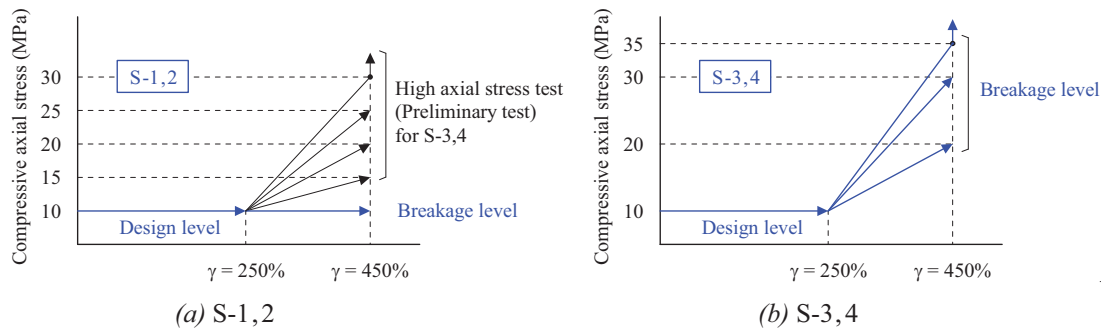 Compressive axial stress (MPa)
30
25
20
15
10
S-1,2
High axial stress test
(Preliminary test)
for S-3,4
Design level
Breakage level
γ = 250%
γ = 450%
(a) S-1,2
Compressive axial stress (MPa)
35
30
20
10
S-3,4
Breakage level
Design level
γ = 250%
γ = 450%
(b) S-3,4